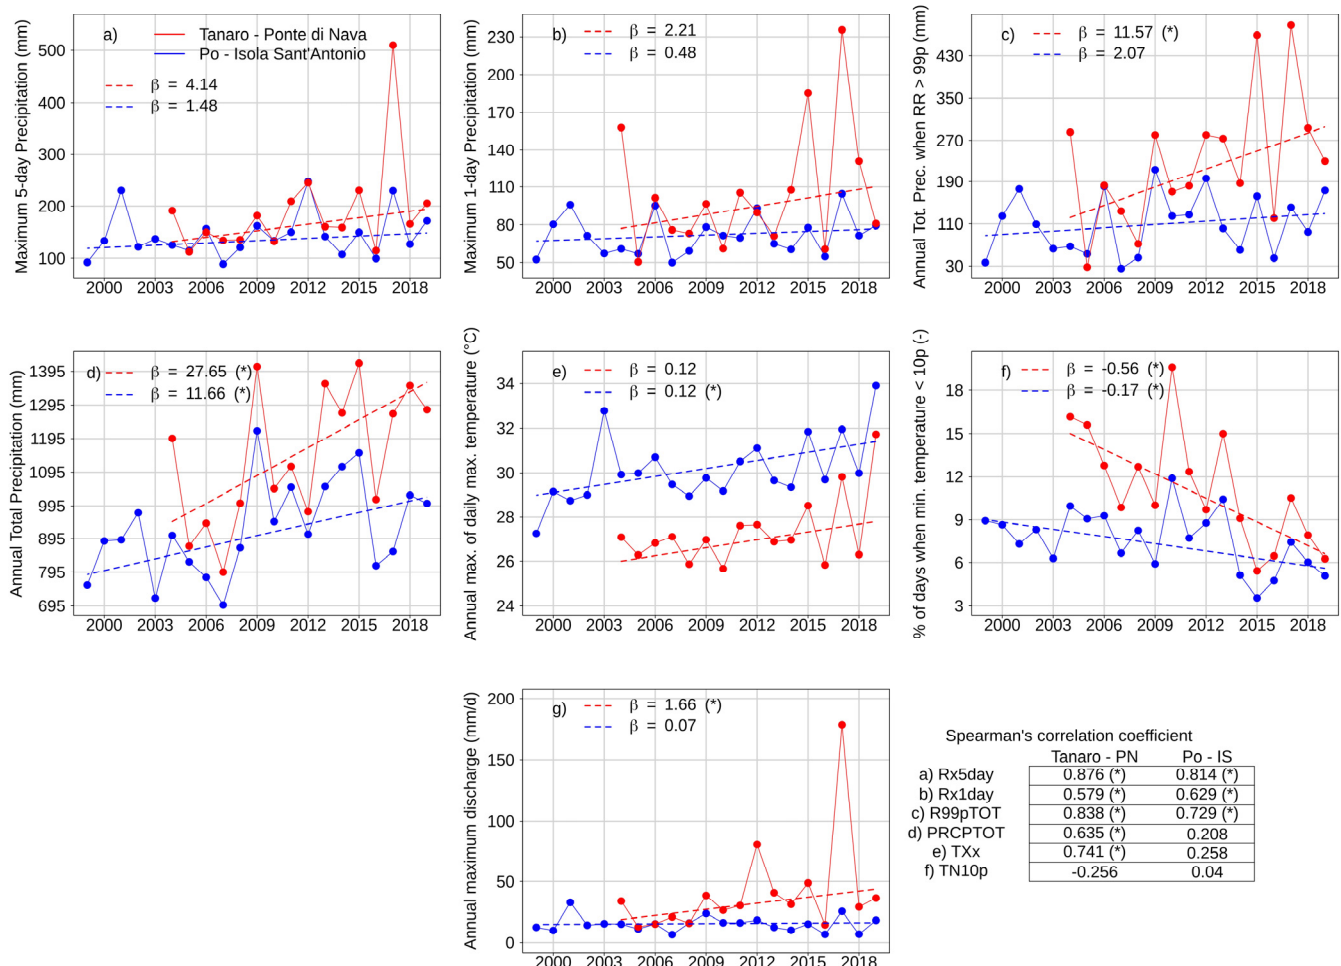 Maximum 5-day Precipitation (mm)
a)
Tanaro - Ponte di Nava
Po - Isola Sant'Antonio
β = 4.14
β = 1.48
500
400
300
200
100
2000 2003 2006 2009 2012 2015 2018
Maximum 1-day Precipitation (mm)
b)
β = 2.21
β = 0.48
230
200
170
140
110
80
50
2000 2003 2006 2009 2012 2015 2018
Annual Tot. Prec. when RR > 99p (mm)
c)
β = 11.57 (*)
β = 2.07
430
350
270
190
110
30
2000 2003 2006 2009 2012 2015 2018
Annual Total Precipitation (mm)
d)
β = 27.65 (*)
β = 11.66 (*)
1395
1295
1195
1095
995
895
795
695
2000 2003 2006 2009 2012 2015 2018
Annual max. of daily max. temperature (°C)
e)
β = 0.12
β = 0.12 (*)
34
32
30
28
26
24
2000 2003 2006 2009 2012 2015 2018
% of days when min. temperature < 10p (-)
f)
β = -0.56 (*)
β = -0.17 (*)
18
15
12
9
6
3
2000 2003 2006 2009 2012 2015 2018
Annual maximum discharge (mm/d)
g)
β = 1.66 (*)
β = 0.07
200
150
100
50
0
2000 2003 2006 2009 2012 2015 2018
Spearman's correlation coefficient
Tanaro - PN Po - IS
a) Rx5day 0.876 (*) 0.814 (*)
b) Rx1day 0.579 (*) 0.629 (*)
c) R99pTOT 0.838 (*) 0.729 (*)
d) PRCPTOT 0.635 (*) 0.208
e) TXx 0.741 (*) 0.258
f) TN10p -0.256 0.04